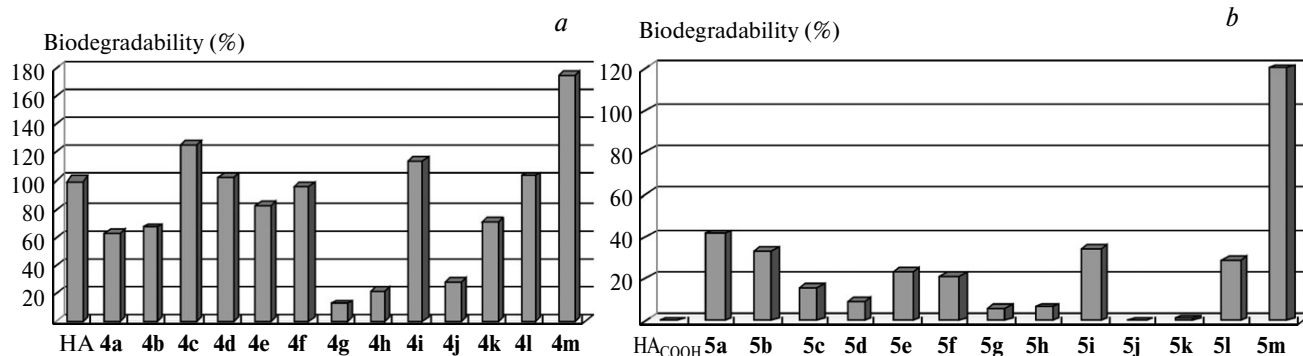 a
Biodegradability (%)
180
160
140
120
100
80
60
40
20
HA 4a 4b 4c 4d 4e 4f 4g 4h 4i 4j 4k 4l 4m
b
Biodegradability (%)
120
100
80
60
40
20
HACOOH 5a 5b 5c 5d 5e 5f 5g 5h 5i 5j 5k 5l 5m